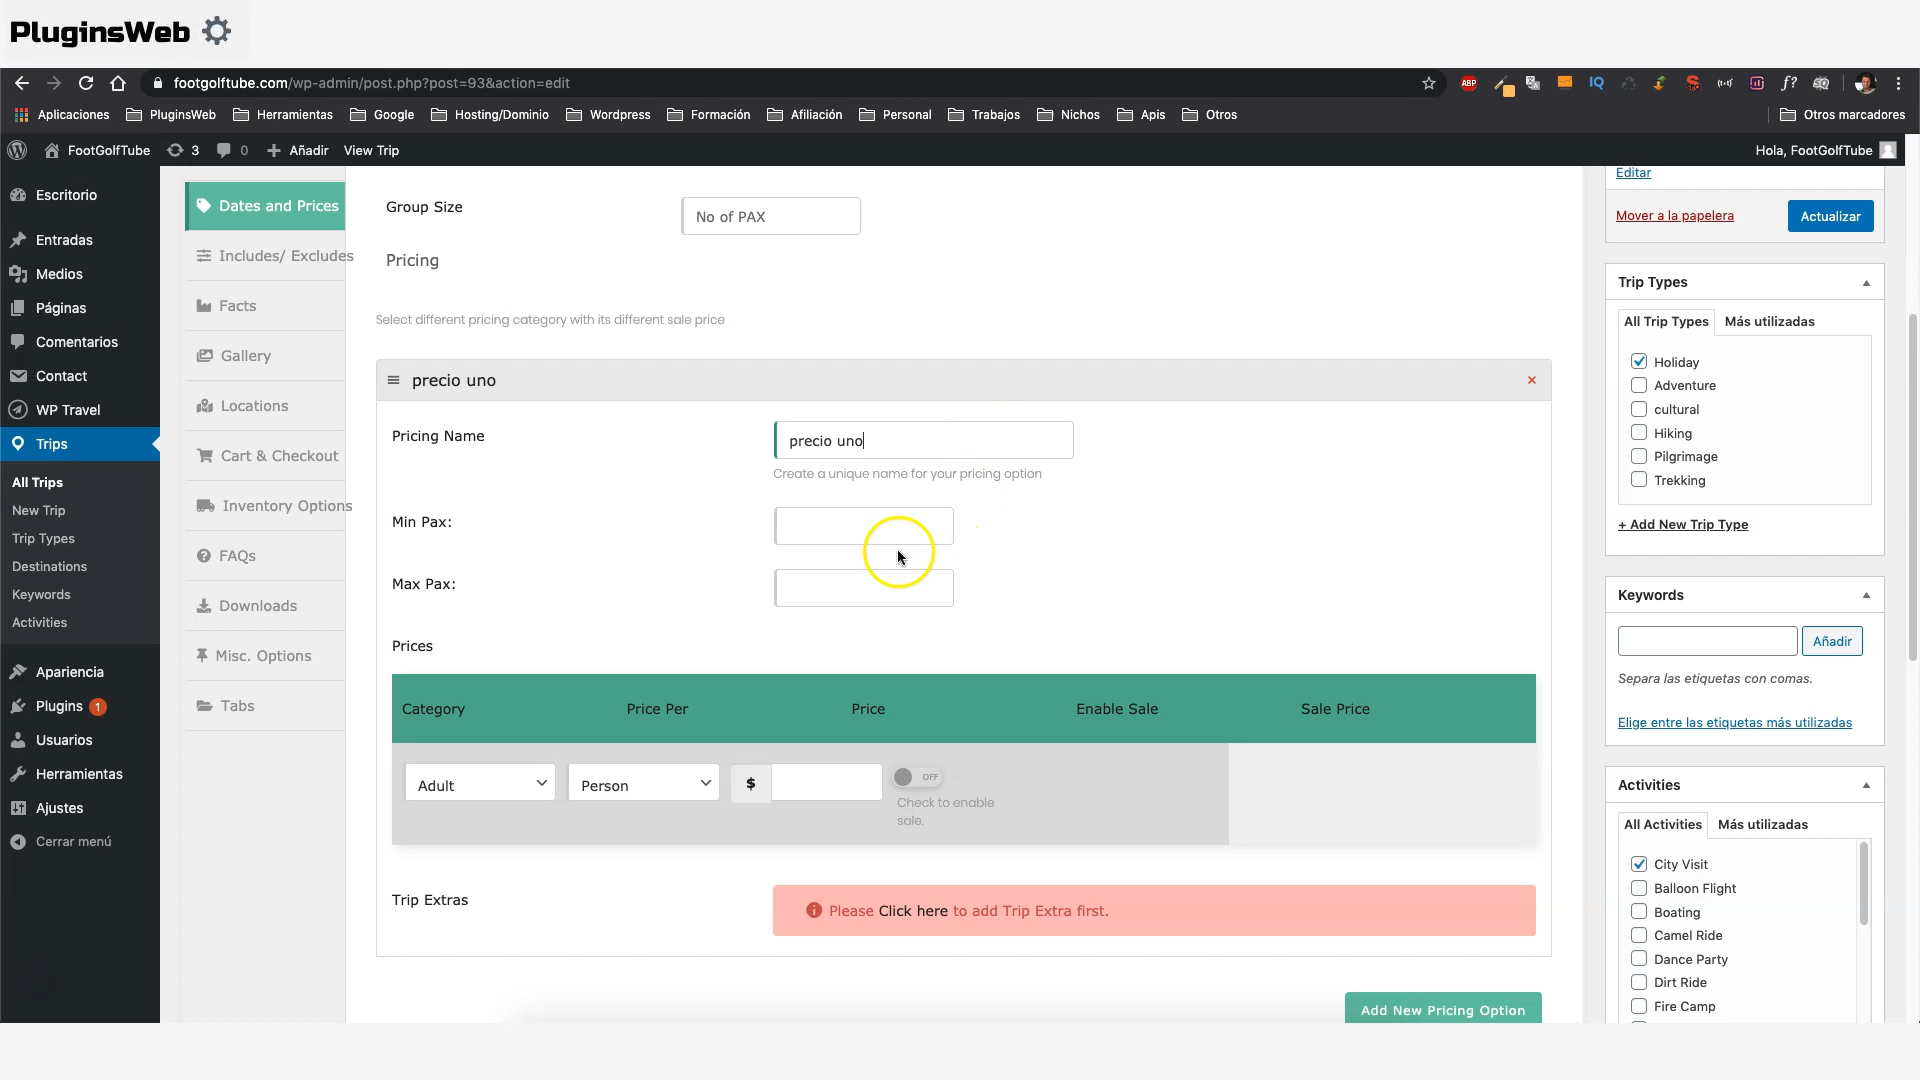 PluginsWeb
footgolftube.com/wp-admin/post.php?post=93&action=edit
ABP
IQ
f?
Aplicaciones
PluginsWeb
Herramientas
Google
Hosting/Dominio
Wordpress
Formación
Afiliación
Personal
Trabajos
Nichos
Apis
Otros
Otros marcadores
FootGolfTube
3
0
Añadir
View Trip
Hola, FootGolfTube
Escritorio
Entradas
Medios
Páginas
Comentarios
Contact
WP Travel
Trips
All Trips
New Trip
Trip Types
Destinations
Keywords
Activities
Apariencia
Plugins 1
Usuarios
Herramientas
Ajustes
Cerrar menú
Dates and Prices
Includes/ Excludes
Facts
Gallery
Locations
Cart & Checkout
Inventory Options
FAQs
Downloads
Misc. Options
Tabs
Group Size
No of PAX
Pricing
Select different pricing category with its different sale price
precio uno
×
Pricing Name
precio uno
Create a unique name for your pricing option
Min Pax:
Max Pax:
Prices
Category
Price Per
Price
Enable Sale
Sale Price
Adult
Person
$
OFF
Check to enable
sale.
Trip Extras
Please Click here to add Trip Extra first.
Add New Pricing Option
Editar
Mover a la papelera
Actualizar
Trip Types
All Trip Types
Más utilizadas
Holiday
Adventure
cultural
Hiking
Pilgrimage
Trekking
+ Add New Trip Type
Keywords
Añadir
Separa las etiquetas con comas.
Elige entre las etiquetas más utilizadas
Activities
All Activities
Más utilizadas
City Visit
Balloon Flight
Boating
Camel Ride
Dance Party
Dirt Ride
Fire Camp